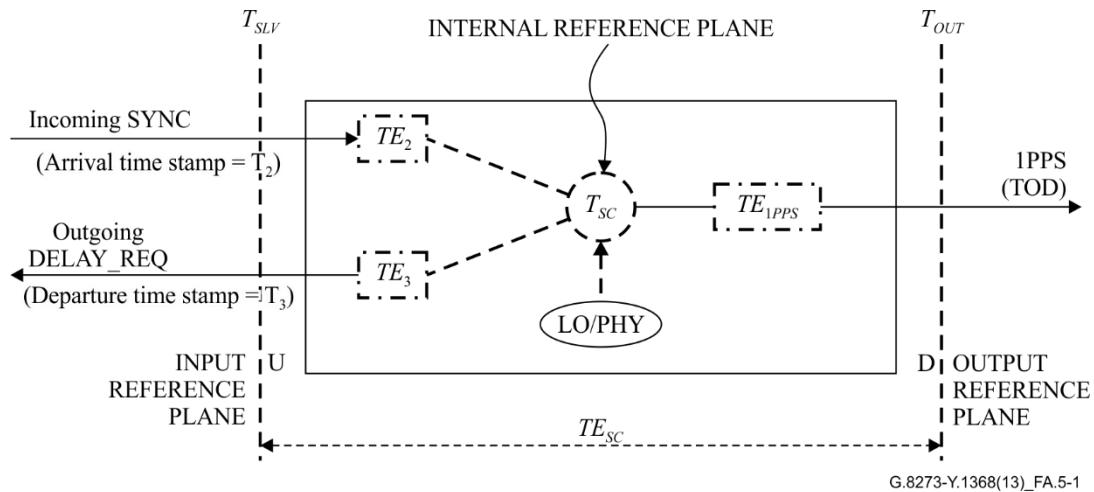 T_SLV
INTERNAL REFERENCE PLANE
T_OUT
Incoming SYNC
(Arrival time stamp = T_2)
TE_2
T_SC
TE_1PPS
1PPS
(TOD)
Outgoing
DELAY_REQ
(Departure time stamp = T_3)
TE_3
LO/PHY
INPUT
REFERENCE
PLANE
U
D
OUTPUT
REFERENCE
PLANE
TE_SC
G.8273-Y.1368(13)_FA.5-1